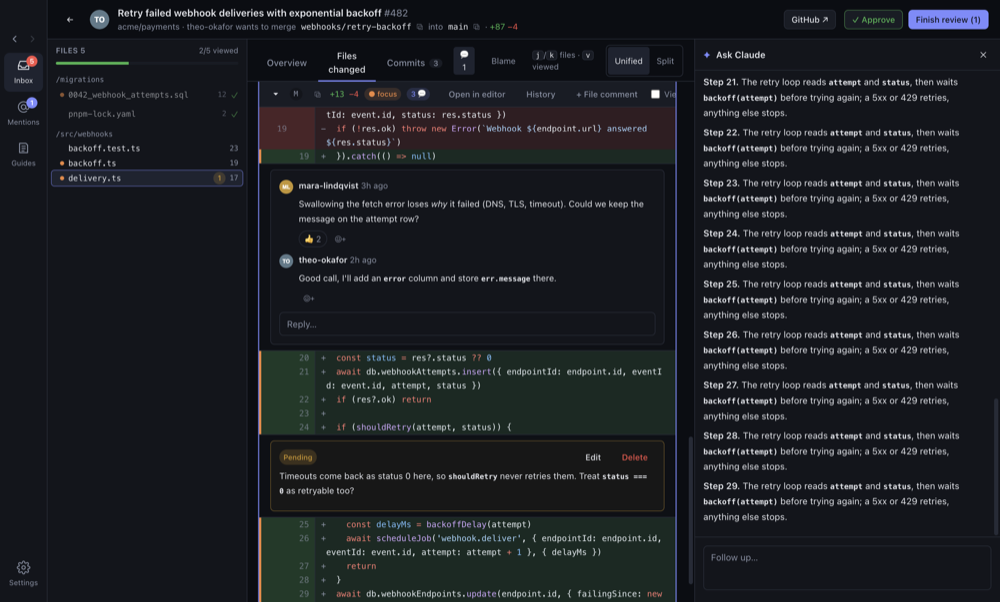 TO
Retry failed webhook deliveries with exponential backoff #482
acme/payments · theo-okafor wants to merge webhooks/retry-backoff into main · +87 −4
GitHub ↗
✓ Approve
Finish review (1)
5
Inbox
1
Mentions
Guides
Settings
FILES 5
2/5 viewed
/migrations
0042_webhook_attempts.sql 12 ✓
pnpm-lock.yaml 2 ✓
/src/webhooks
backoff.test.ts 23
backoff.ts 19
delivery.ts 1 17
Overview
Files changed
Commits 3
1
Blame
j / k files · v viewed
Unified
Split
M +13 −4 focus 3 Open in editor History + File comment Vie
tId: event.id, status: res.status })
19 − if (!res.ok) throw new Error(`Webhook ${endpoint.url} answered
${res.status}`)
19 + }).catch(() => null)
ML mara-lindqvist 3h ago
Swallowing the fetch error loses why it failed (DNS, TLS, timeout). Could we keep the
message on the attempt row?
👍 2
TO theo-okafor 2h ago
Good call, I'll add an error column and store err.message there.
Reply...
20 + const status = res?.status ?? 0
21 + await db.webhookAttempts.insert({ endpointId: endpoint.id, eventI
d: event.id, attempt, status })
22 + if (res?.ok) return
23 +
24 + if (shouldRetry(attempt, status)) {
Pending
Edit
Delete
Timeouts come back as status 0 here, so shouldRetry never retries them. Treat status ===
0 as retryable too?
25 + const delayMs = backoffDelay(attempt)
26 + await scheduleJob('webhook.deliver', { endpointId: endpoint.id,
eventId: event.id, attempt: attempt + 1 }, { delayMs })
27 + return
28 + }
29 + await db.webhookEndpoints.update(endpoint.id, { failingSince: new
Ask Claude
Step 21. The retry loop reads attempt and status, then waits
backoff(attempt) before trying again; a 5xx or 429 retries,
anything else stops.
Step 22. The retry loop reads attempt and status, then waits
backoff(attempt) before trying again; a 5xx or 429 retries,
anything else stops.
Step 23. The retry loop reads attempt and status, then waits
backoff(attempt) before trying again; a 5xx or 429 retries,
anything else stops.
Step 24. The retry loop reads attempt and status, then waits
backoff(attempt) before trying again; a 5xx or 429 retries,
anything else stops.
Step 25. The retry loop reads attempt and status, then waits
backoff(attempt) before trying again; a 5xx or 429 retries,
anything else stops.
Step 26. The retry loop reads attempt and status, then waits
backoff(attempt) before trying again; a 5xx or 429 retries,
anything else stops.
Step 27. The retry loop reads attempt and status, then waits
backoff(attempt) before trying again; a 5xx or 429 retries,
anything else stops.
Step 28. The retry loop reads attempt and status, then waits
backoff(attempt) before trying again; a 5xx or 429 retries,
anything else stops.
Step 29. The retry loop reads attempt and status, then waits
backoff(attempt) before trying again; a 5xx or 429 retries,
anything else stops.
Follow up...